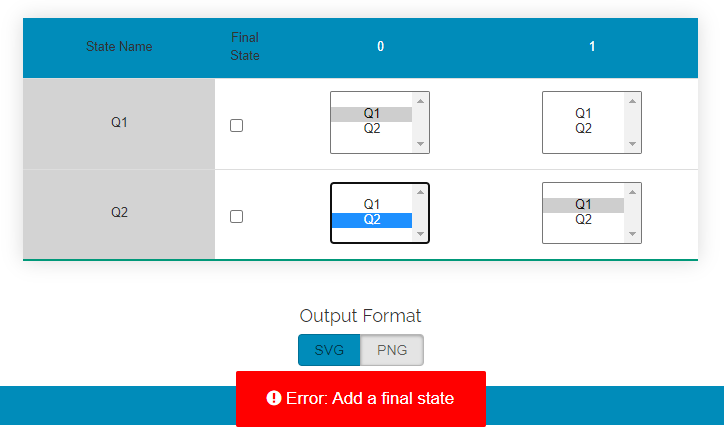 State Name Final State 0 1
Q1 Q1 Q2 Q1 Q2
Q2 Q1 Q2 Q1 Q2
Output Format
SVG PNG
Error: Add a final state